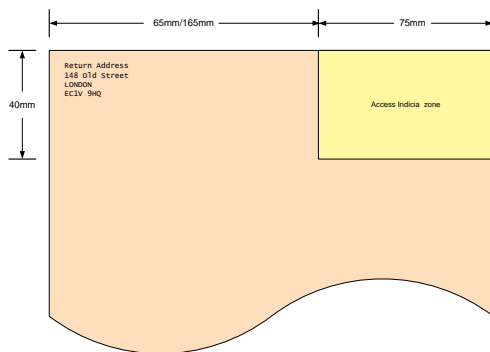 65mm/165mm
75mm
Return Address
148 Old Street
LONDON
EC1V 9HQ
40mm
Access Indicia zone